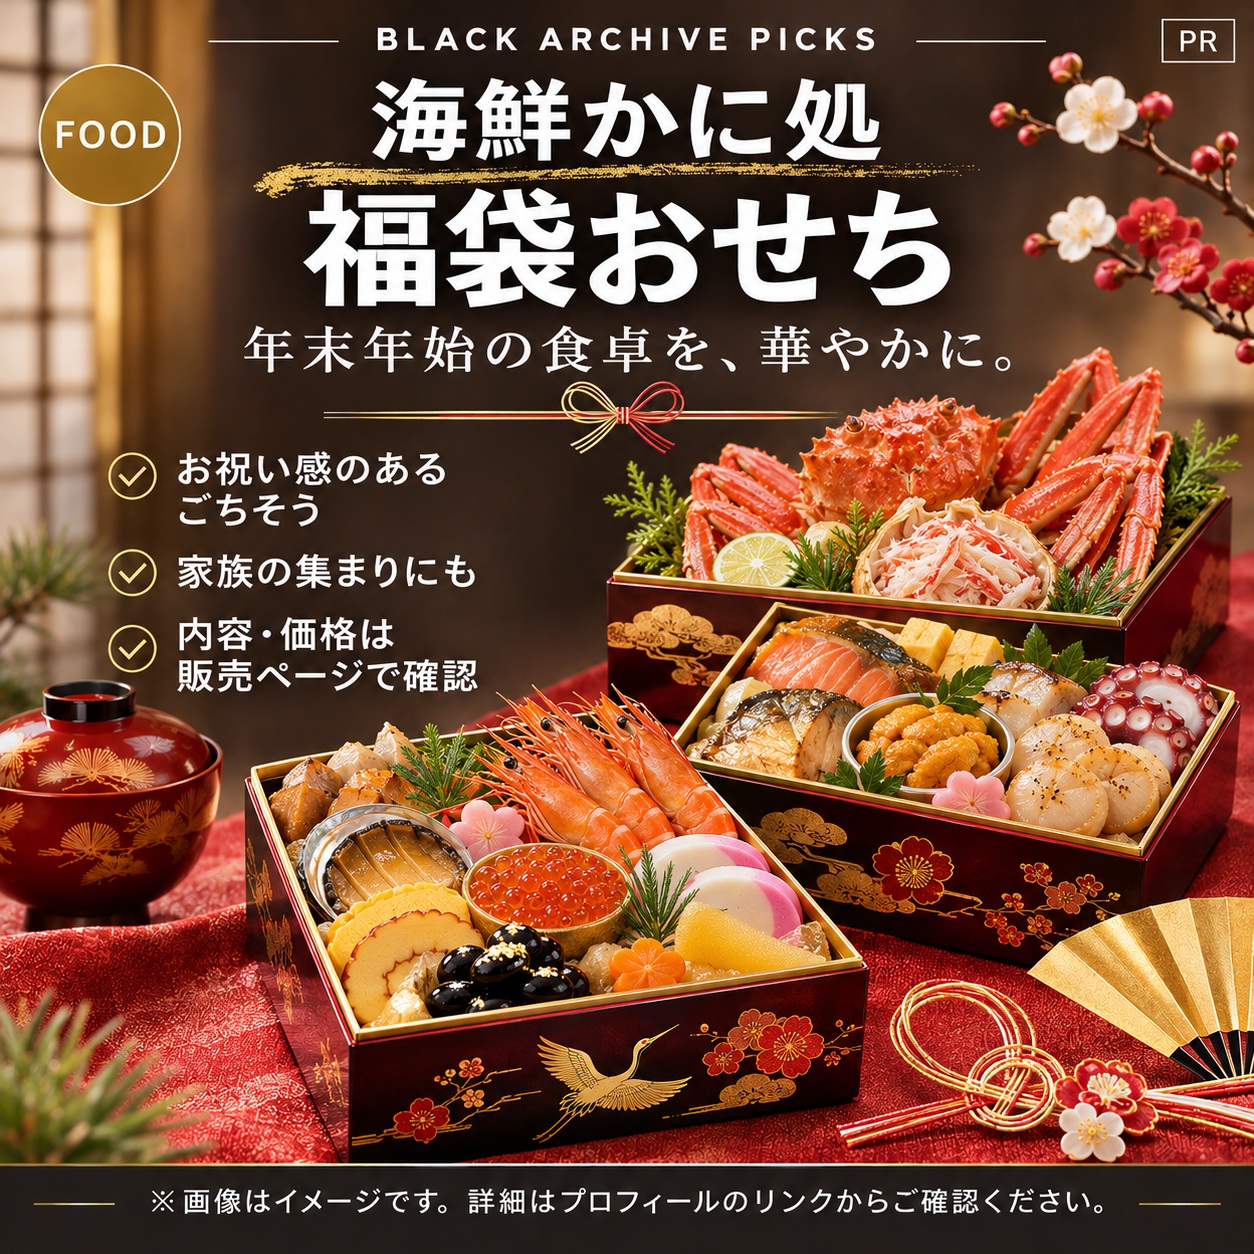 BLACK ARCHIVE PICKS
PR
FOOD
海鮮かに処
福袋おせち
年末年始の食卓を、華やかに。
お祝い感のある
ごちそう
家族の集まりにも
内容・価格は
販売ページで確認
※画像はイメージです。詳細はプロフィールのリンクからご確認ください。